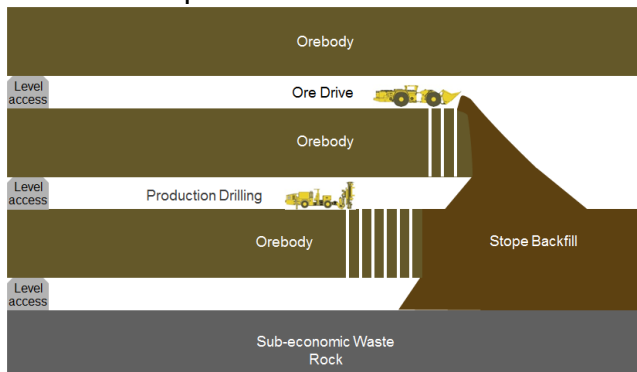 Orebody
Level
access
Ore Drive
Orebody
Level
access
Production Drilling
Orebody
Stope Backfill
Level
access
Sub-economic Waste
Rock